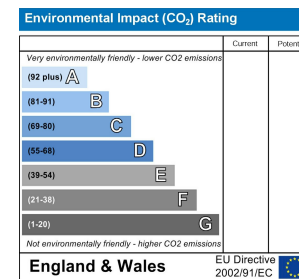 Environmental Impact (CO₂) Rating
Current Poten
Very environmentally friendly - lower CO2 emissions
(92 plus) A
(81-91) B
(69-80) C
(55-68) D
(39-54) E
(21-38) F
(1-20) G
Not environmentally friendly - higher CO2 emissions
England & Wales
EU Directive
2002/91/EC